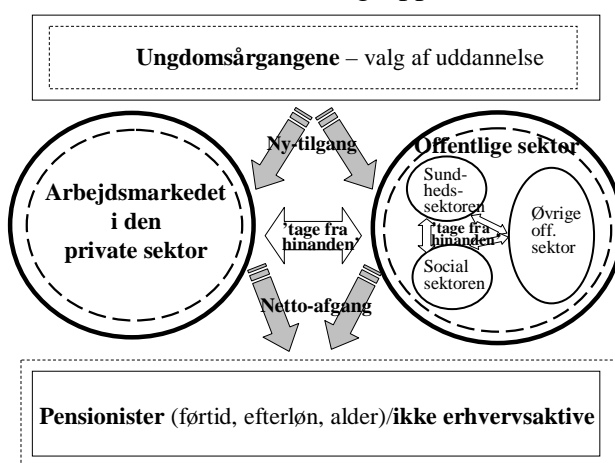 Ungdomsårgangene – valg af uddannelse
Ny-tilgang
Offentlige sektor
Arbejdsmarkedet
i den
private sektor
'tage fra
hinanden'
Sund-
heds-
sektoren
'tage fra
hinanden'
Social
sektoren
Øvrige
off.
sektor
Netto-afgang
Pensionister (førtid, efterløn, alder)/ikke erhvervsaktive